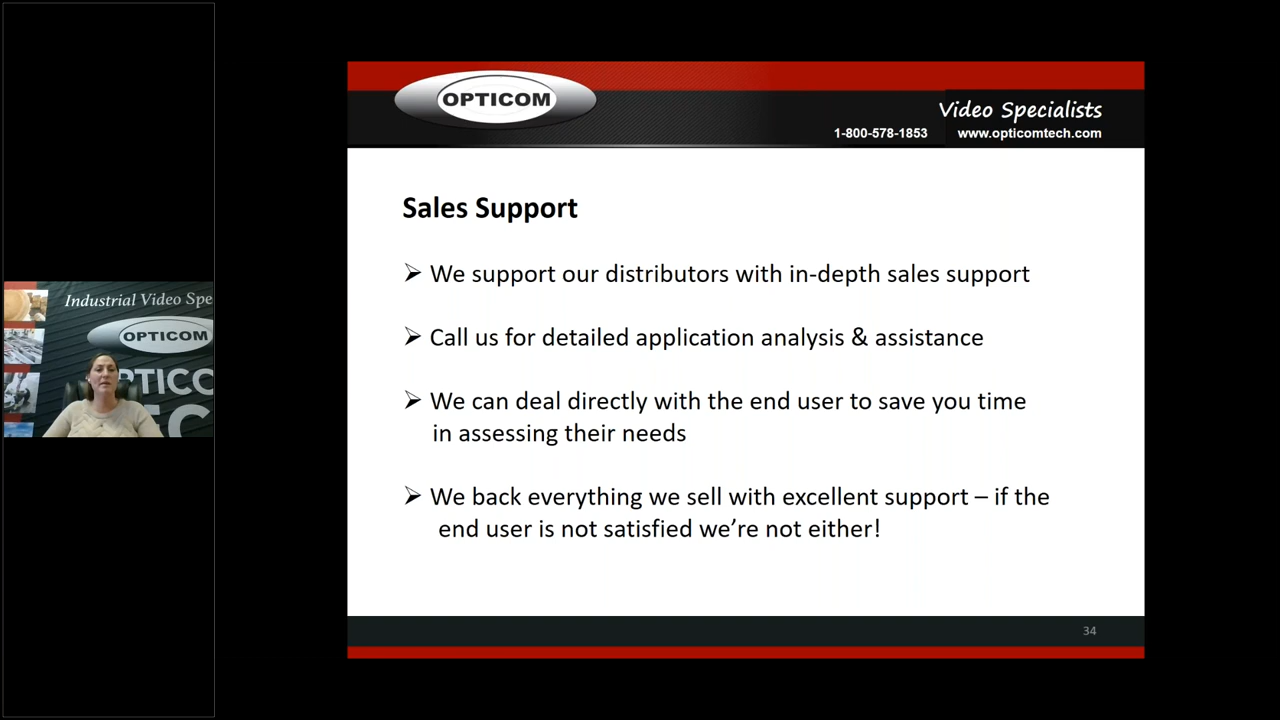 OPTICOM
Video Specialists
1-800-578-1853
www.opticomtech.com
Sales Support
➢ We support our distributors with in-depth sales support
➢ Call us for detailed application analysis & assistance
➢ We can deal directly with the end user to save you time
in assessing their needs
➢ We back everything we sell with excellent support – if the
end user is not satisfied we're not either!
34
Industrial Video Spe
OPTICOM
OPTICO
TEC